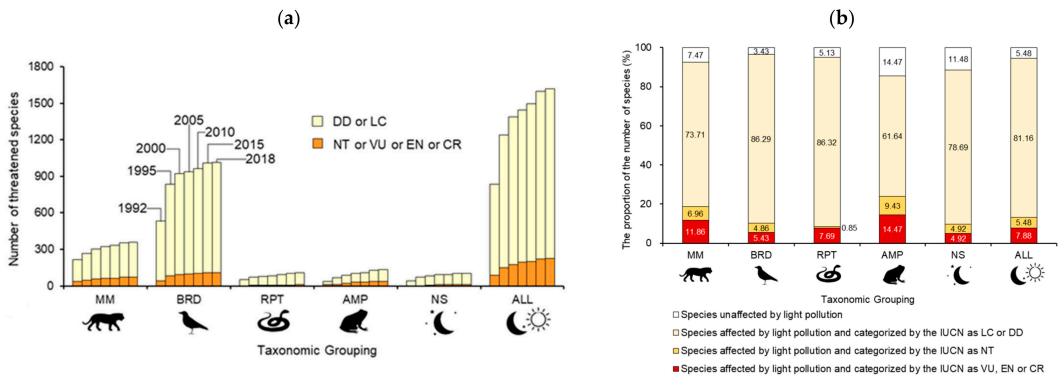 (a)
Number of threatened species
1800
1500
1200
900
600
300
0
1992
1995
2000
2005
2010
2015
2018
DD or LC
NT or VU or EN or CR
MM BRD RPT AMP NS ALL
Taxonomic Grouping
(b)
The proportion of the number of species (%)
100
80
60
40
20
0
7.47 3.43 5.13 14.47 11.48 5.48
73.71 86.29 86.32 61.64 78.69 81.16
6.96 4.86 0.85 9.43 4.92 5.48
11.86 5.43 7.69 14.47 4.92 7.88
MM BRD RPT AMP NS ALL
Taxonomic Grouping
Species unaffected by light pollution
Species affected by light pollution and categorized by the IUCN as LC or DD
Species affected by light pollution and categorized by the IUCN as NT
Species affected by light pollution and categorized by the IUCN as VU, EN or CR